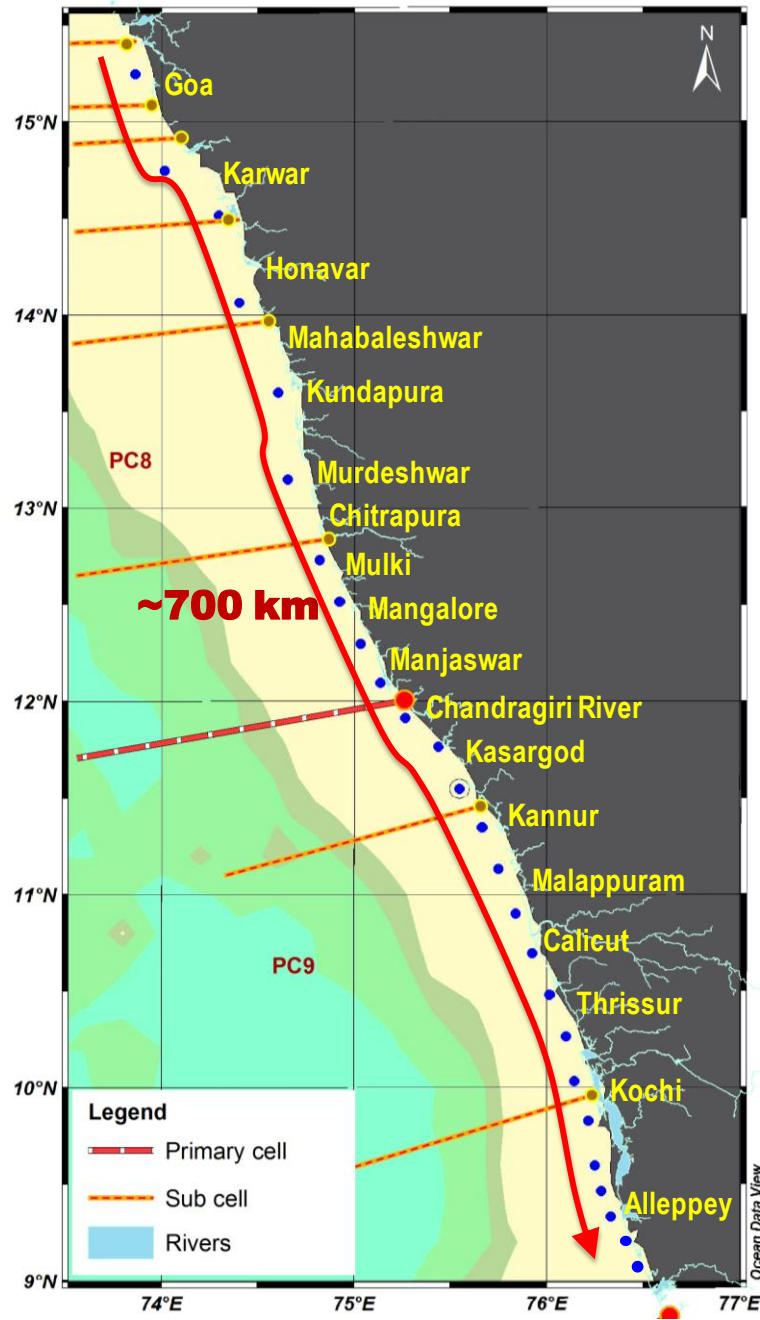 N
Goa
15°N
Karwar
Honavar
14°N
Mahabaleshwar
Kundapura
PC8
Murdeshwar
13°N
Chitrapura
Mulki
~700 km
Mangalore
Manjaswar
12°N
Chandragiri River
Kasargod
Kannur
11°N
Malappuram
Calicut
PC9
Thrissur
10°N
Kochi
Legend
Primary cell
Sub cell
Rivers
Alleppey
Ocean Data View
9°N
74°E 75°E 76°E 77°E